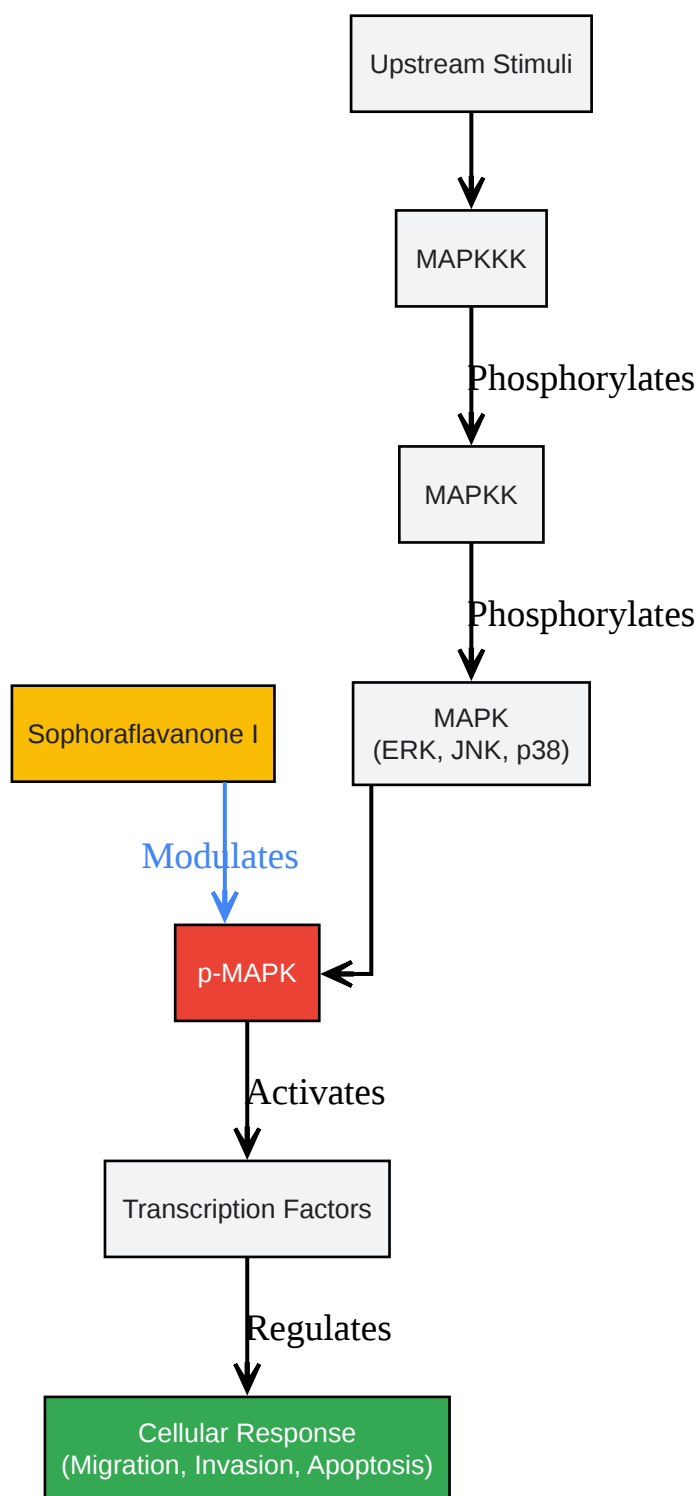 Upstream Stimuli
MAPKKK
Phosphorylates
MAPKK
Phosphorylates
Sophoraflavanone I
MAPK
(ERK, JNK, p38)
Modulates
p-MAPK
Activates
Transcription Factors
Regulates
Cellular Response
(Migration, Invasion, Apoptosis)